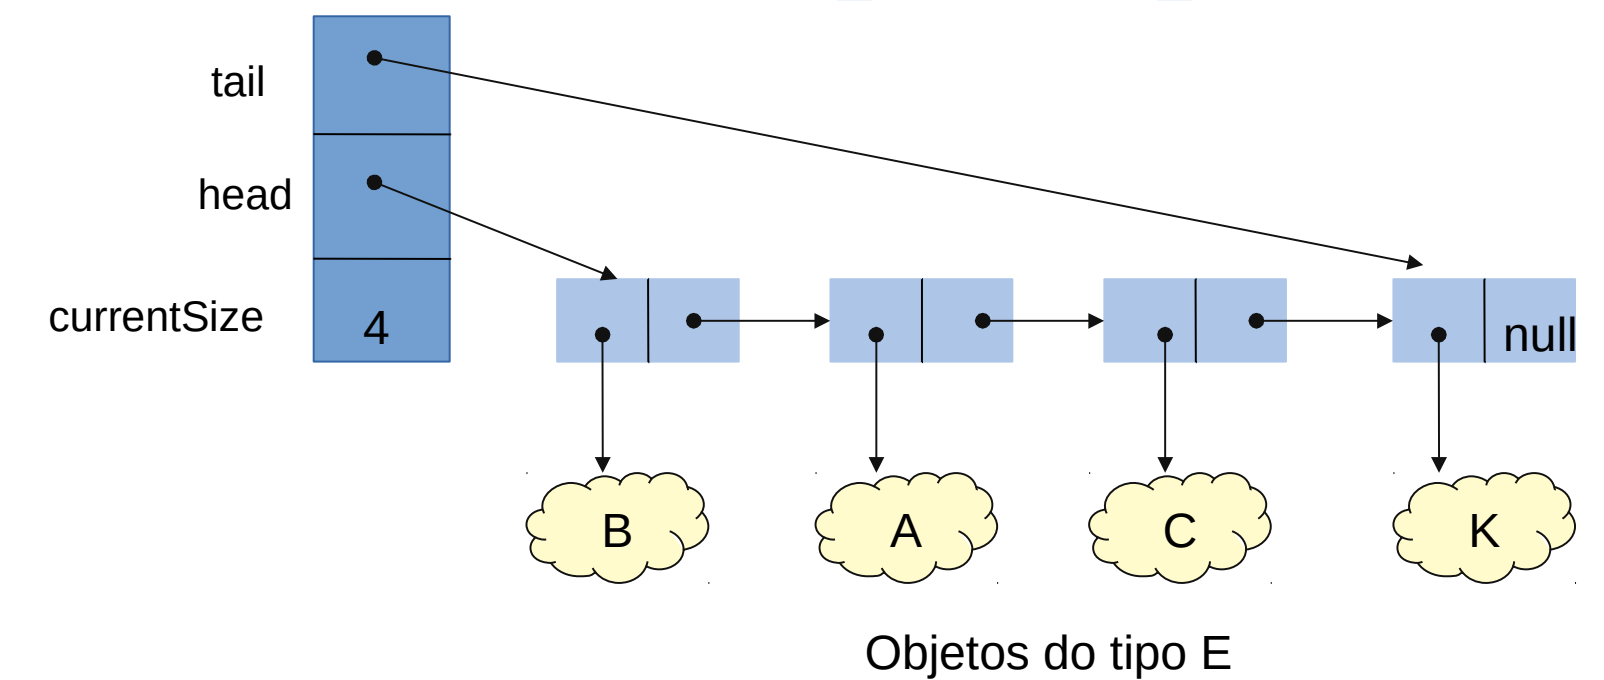 tail
head
currentSize
4
null
B
A
C
K
Objetos do tipo E